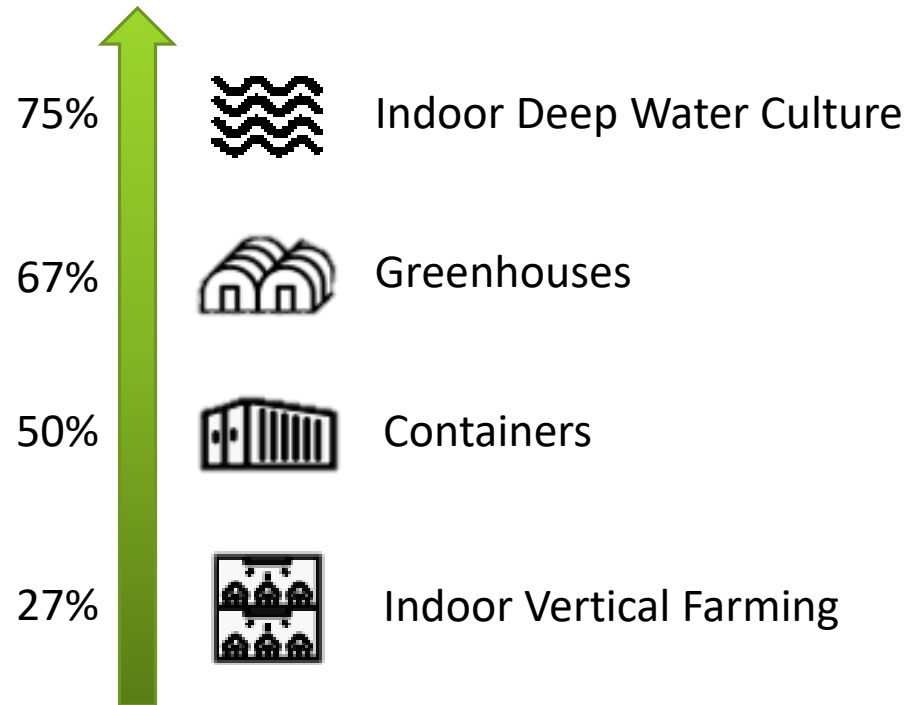 75% Indoor Deep Water Culture
67% Greenhouses
50% Containers
27% Indoor Vertical Farming